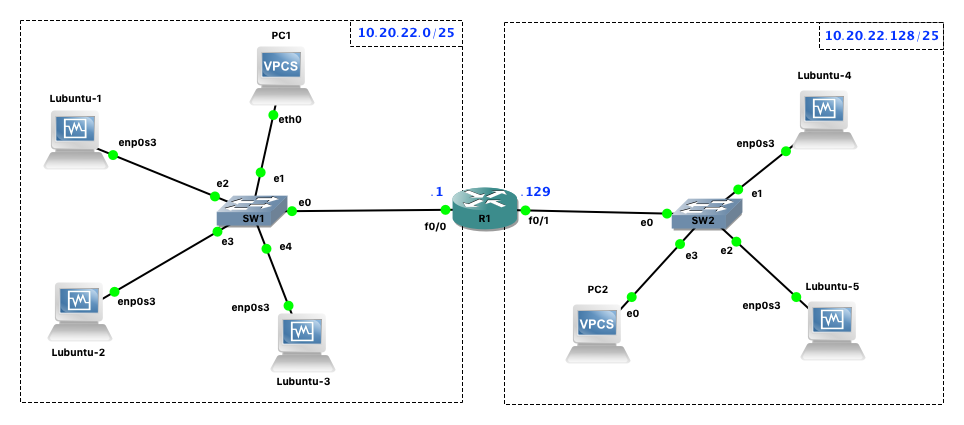 10.20.22.0/25
10.20.22.128/25
PC1
VPCS
eth0
Lubuntu-1
enp0s3
Lubuntu-4
enp0s3
e2
e1
e0
SW1
e3
e4
.1
.129
R1
f0/0
f0/1
e1
SW2
e0
e3
e2
enp0s3
Lubuntu-2
enp0s3
Lubuntu-3
PC2
VPCS
e0
Lubuntu-5
enp0s3